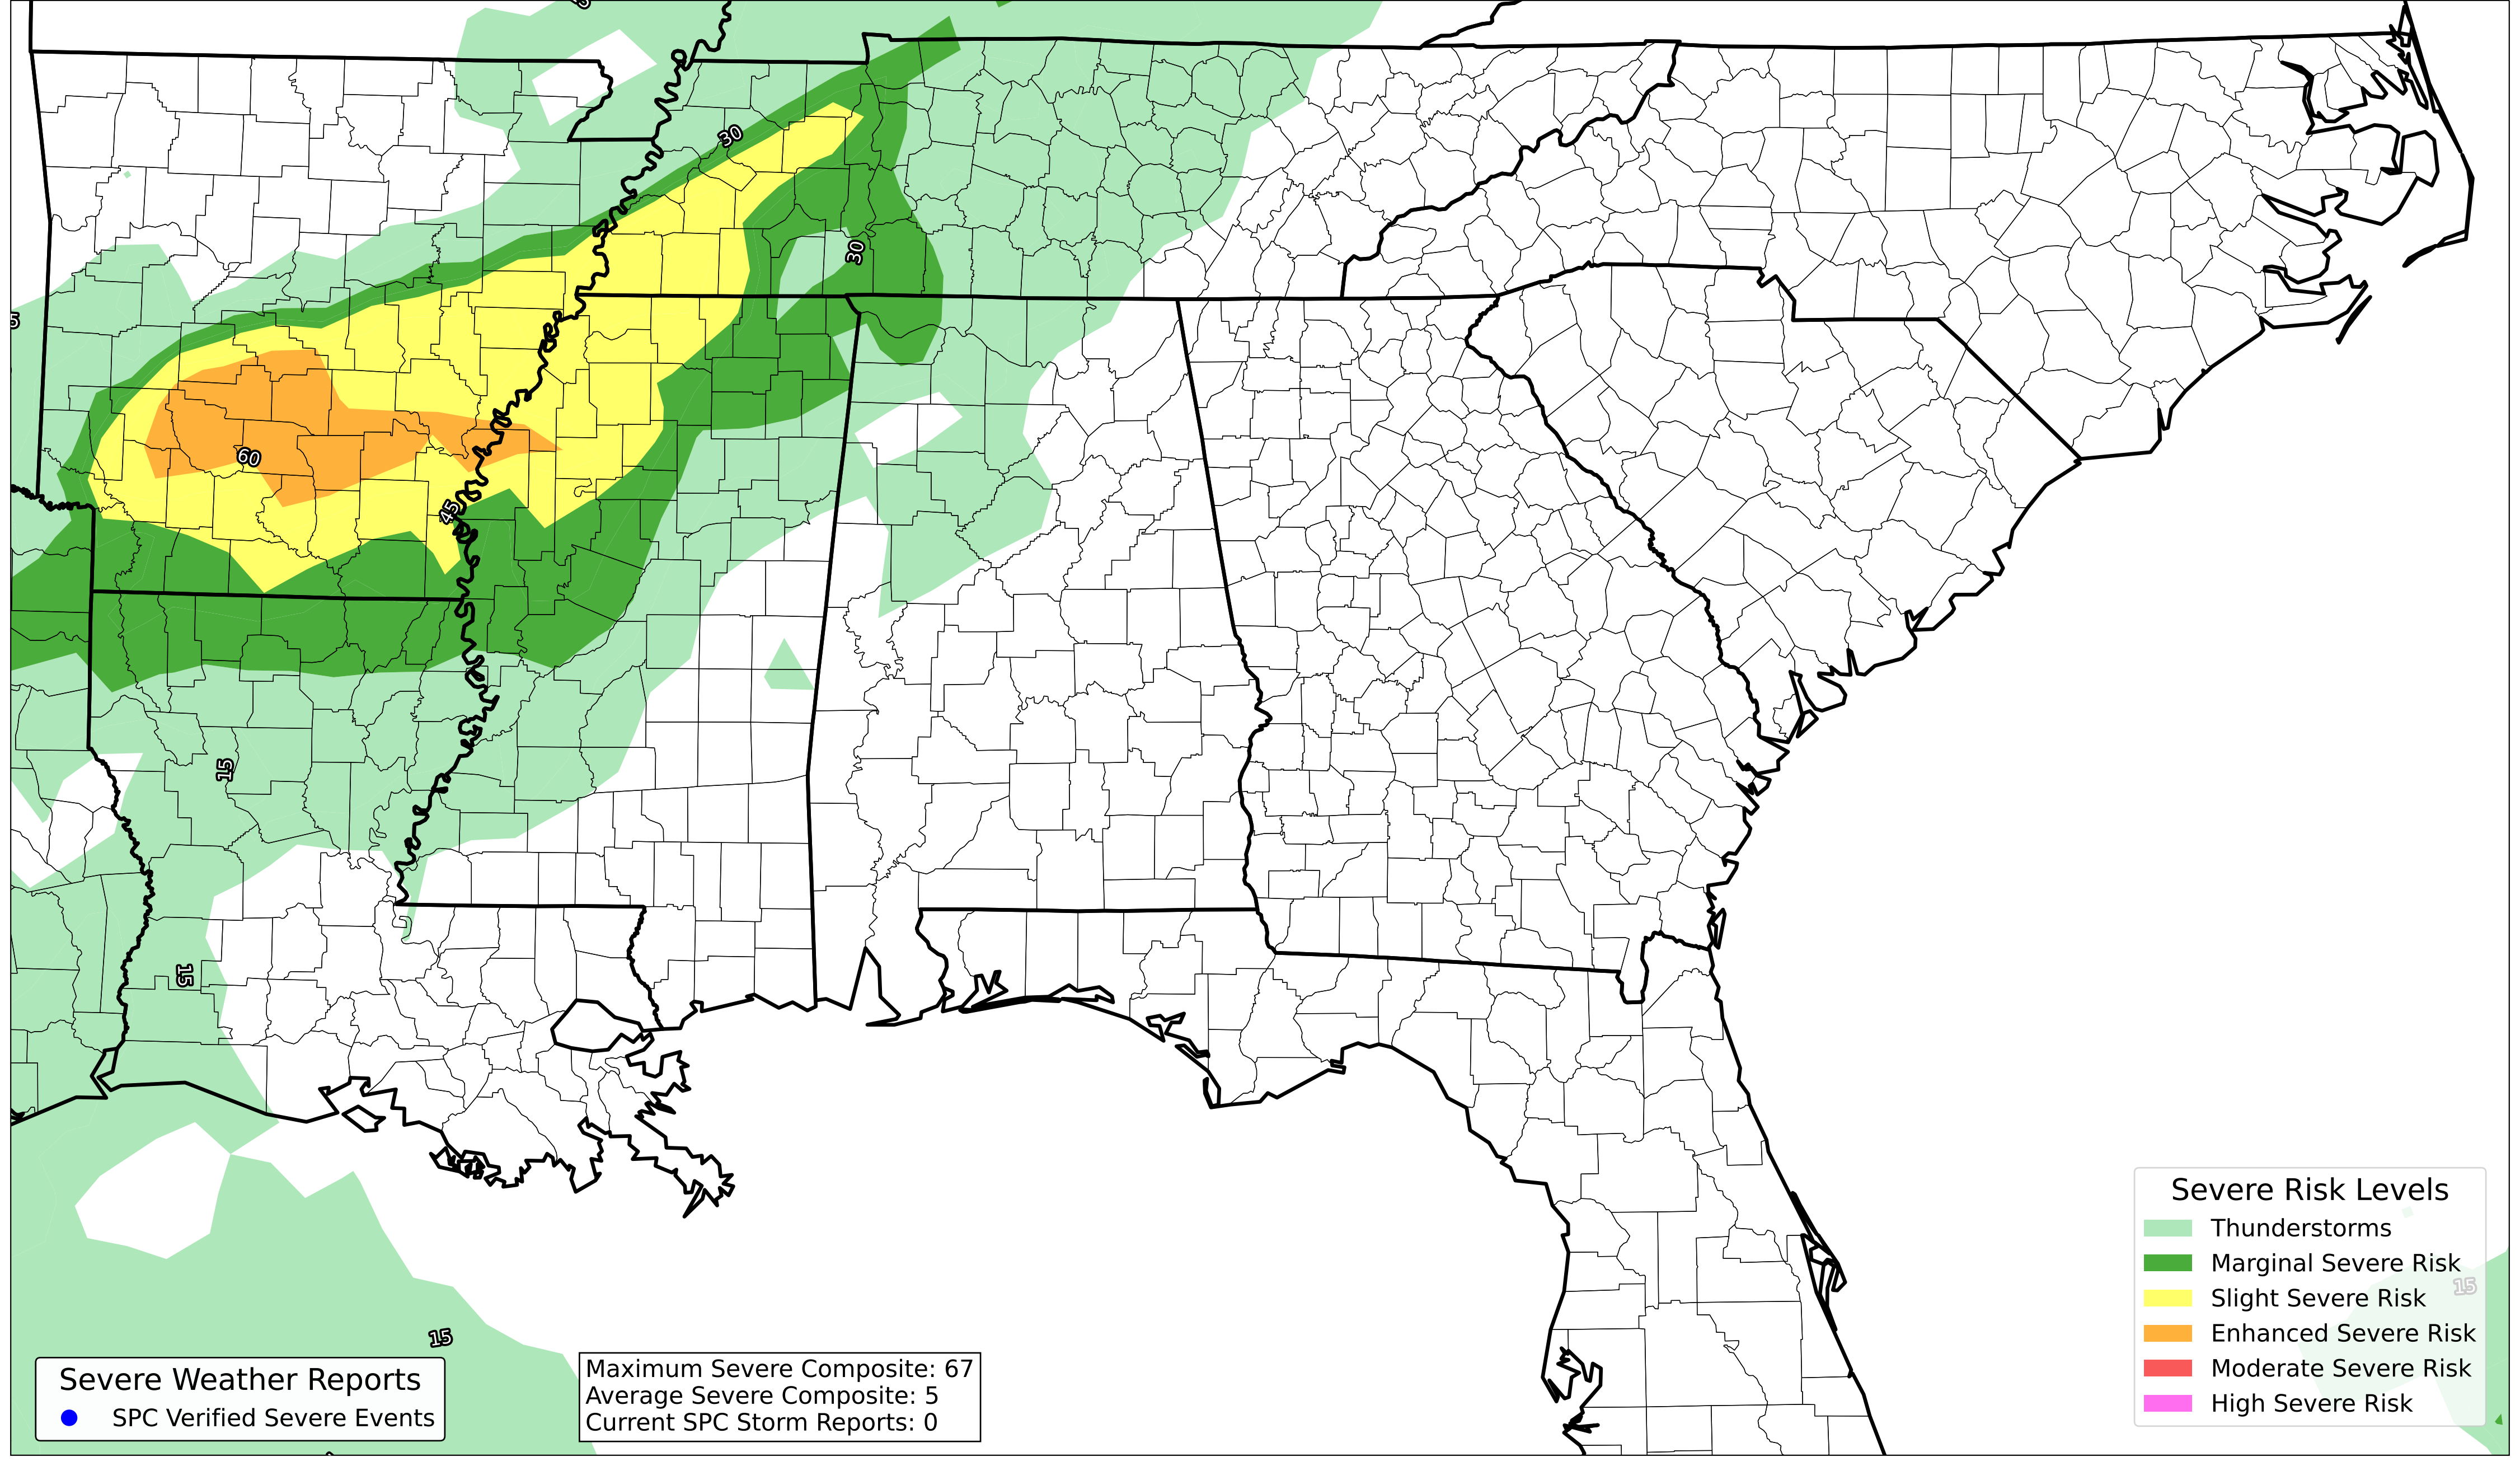 30
30
5
60
45
15
15
15
15
Severe Risk Levels
Thunderstorms
Marginal Severe Risk
Slight Severe Risk
Enhanced Severe Risk
Moderate Severe Risk
High Severe Risk
Severe Weather Reports
SPC Verified Severe Events
Maximum Severe Composite: 67
Average Severe Composite: 5
Current SPC Storm Reports: 0